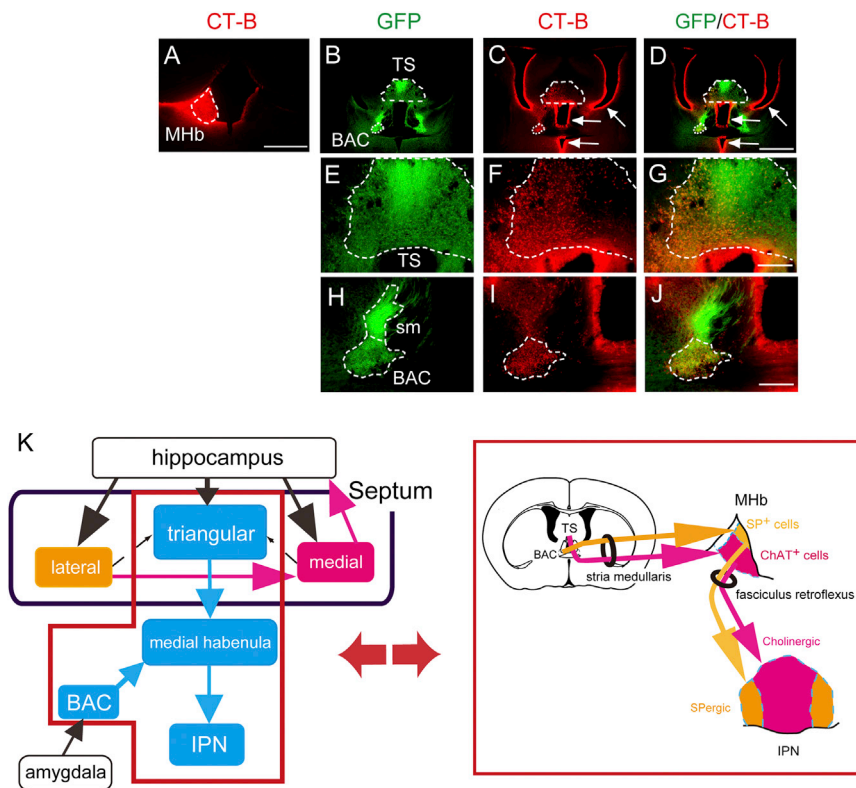 CT-B
GFP
CT-B
GFP/CT-B
A
MHb
B
TS
BAC
C
D
E
TS
F
G
H
sm
BAC
I
J
K
hippocampus
Septum
triangular
lateral
medial
medial habenula
BAC
IPN
amygdala
MHb
SP+ cells
TS
BAC
ChAT+ cells
stria medullaris
fasciculus retroflexus
Cholinergic
SPergic
IPN